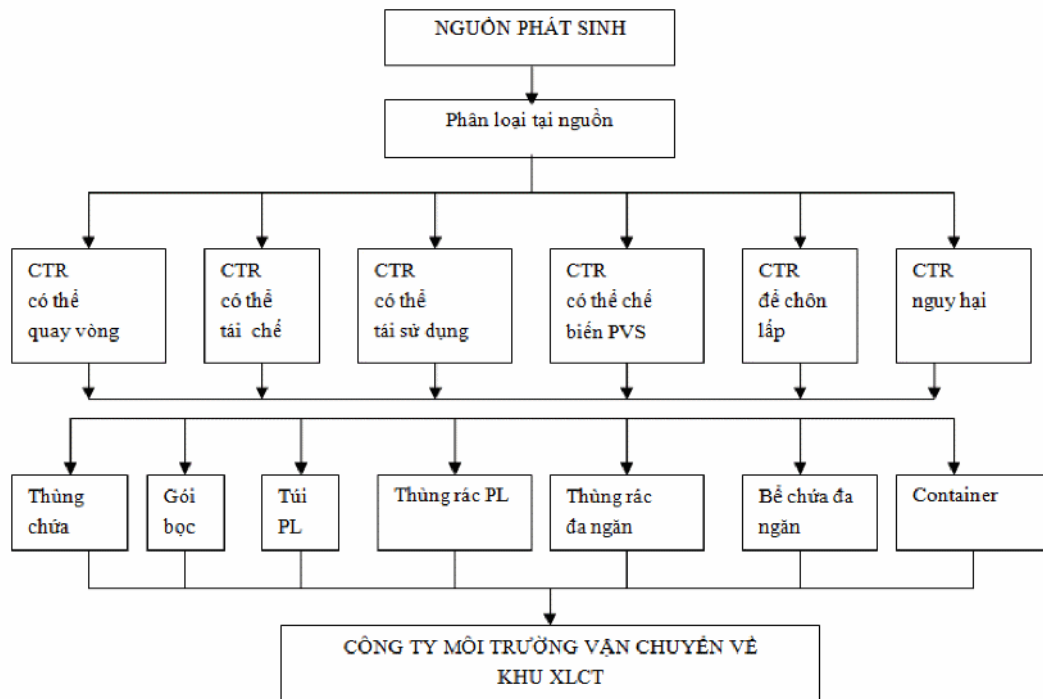 NGUỒN PHÁT SINH
Phân loại tại nguồn
CTR
có thể
quay vòng
CTR
có thể
tái chế
CTR
có thể
tái sử dụng
CTR
có thể chế
biến PVS
CTR
để chôn
lấp
CTR
nguy hại
Thùng
chứa
Gói
bọc
Túi
PL
Thùng rác PL
Thùng rác
đa ngăn
Bể chứa đa
ngăn
Container
CÔNG TY MÔI TRƯỜNG VẬN CHUYỂN VỀ
KHU XLCT